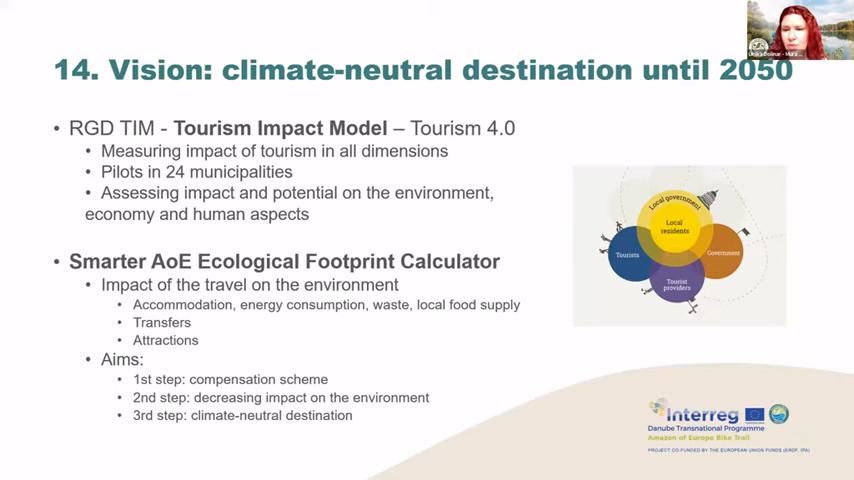 14. Vision: climate-neutral destination until 2050
• RGD TIM - Tourism Impact Model – Tourism 4.0
• Measuring impact of tourism in all dimensions
• Pilots in 24 municipalities
• Assessing impact and potential on the environment,
economy and human aspects
• Smarter AoE Ecological Footprint Calculator
• Impact of the travel on the environment
• Accommodation, energy consumption, waste, local food supply
• Transfers
• Attractions
• Aims:
• 1st step: compensation scheme
• 2nd step: decreasing impact on the environment
• 3rd step: climate-neutral destination
Local government
Local
residents
Tourists
Government
Tourist
providers
Interreg
Danube Transnational Programme
Amazon of Europe Bike Trail
PROJECT CO-FUNDED BY THE EUROPEAN UNION FUNDS (ERDF, IPA)